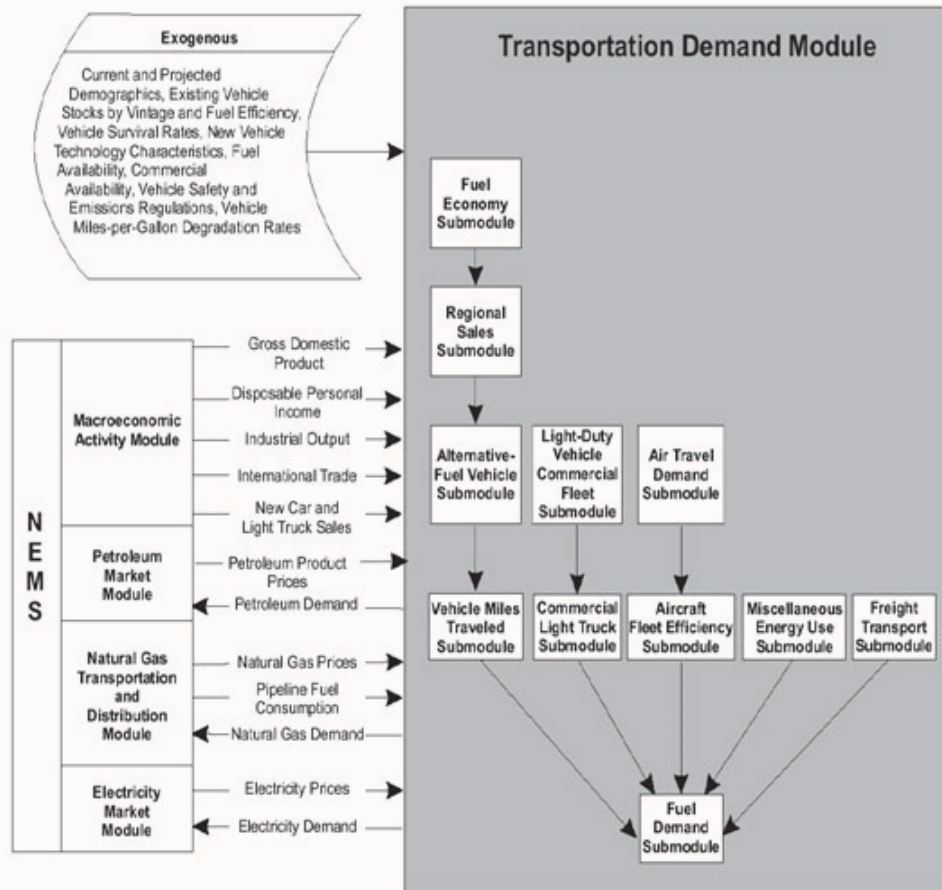 Exogenous
Current and Projected
Demographics, Existing Vehicle
Stocks by Vintage and Fuel Efficiency,
Vehicle Survival Rates, New Vehicle
Technology Characteristics, Fuel
Availability, Commercial
Availability, Vehicle Safety and
Emissions Regulations, Vehicle
Miles-per-Gallon Degradation Rates
Transportation Demand Module
Fuel
Economy
Submodule
Regional
Sales
Submodule
NEMS
Macroeconomic
Activity Module
Gross Domestic
Product
Disposable Personal
Income
Industrial Output
International Trade
New Car and
Light Truck Sales
Petroleum
Market
Module
Petroleum Product
Prices
Petroleum Demand
Natural Gas
Transportation
and
Distribution
Module
Natural Gas Prices
Pipeline Fuel
Consumption
Natural Gas Demand
Electricity
Market
Module
Electricity Prices
Electricity Demand
Alternative-
Fuel Vehicle
Submodule
Light-Duty
Vehicle
Commercial
Fleet
Submodule
Air Travel
Demand
Submodule
Vehicle Miles
Traveled
Submodule
Commercial
Light Truck
Submodule
Aircraft
Fleet Efficiency
Submodule
Miscellaneous
Energy Use
Submodule
Freight
Transport
Submodule
Fuel
Demand
Submodule